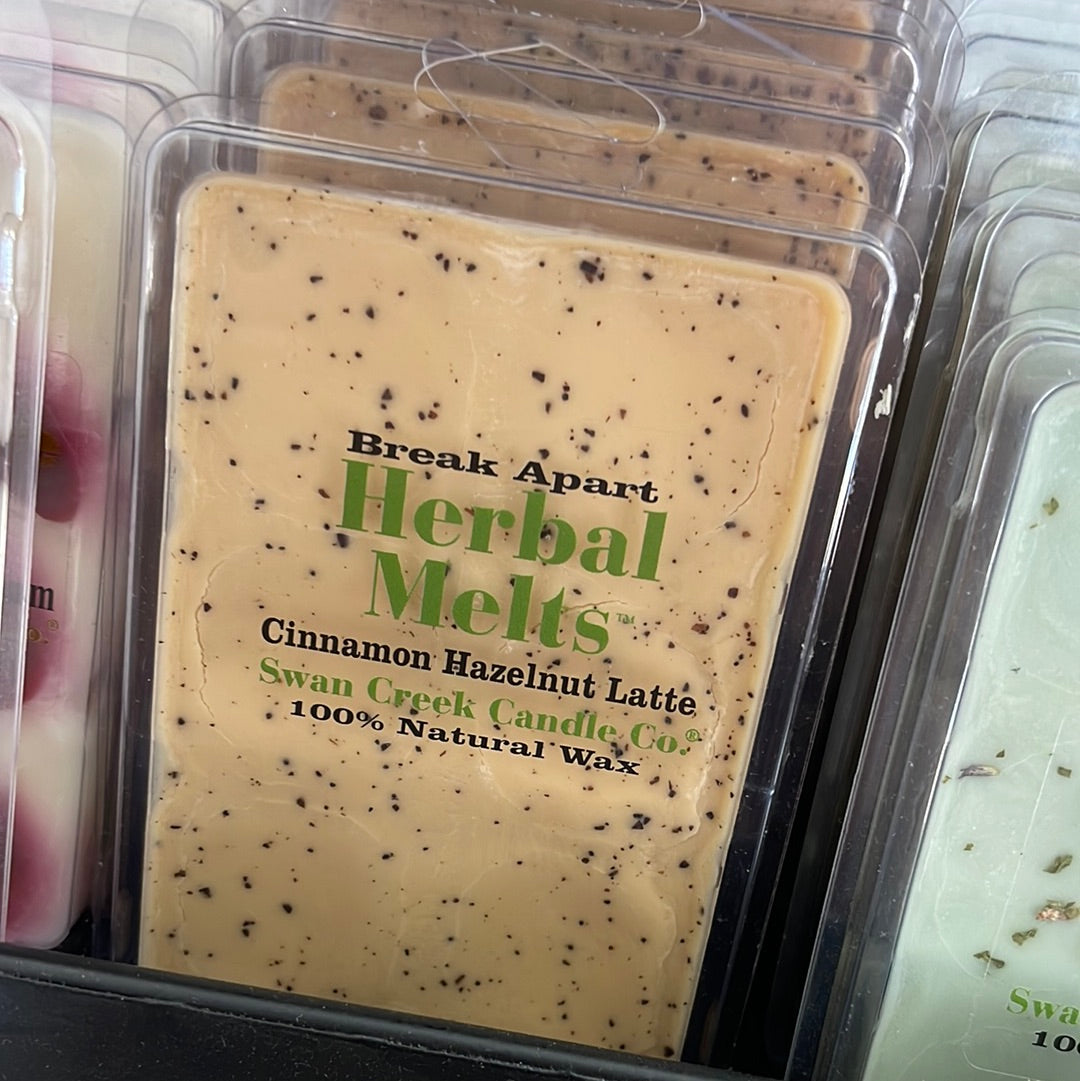 Break Apart
Herbal
Melts™
Cinnamon Hazelnut Latte
Swan Creek Candle Co.®
100% Natural Wax